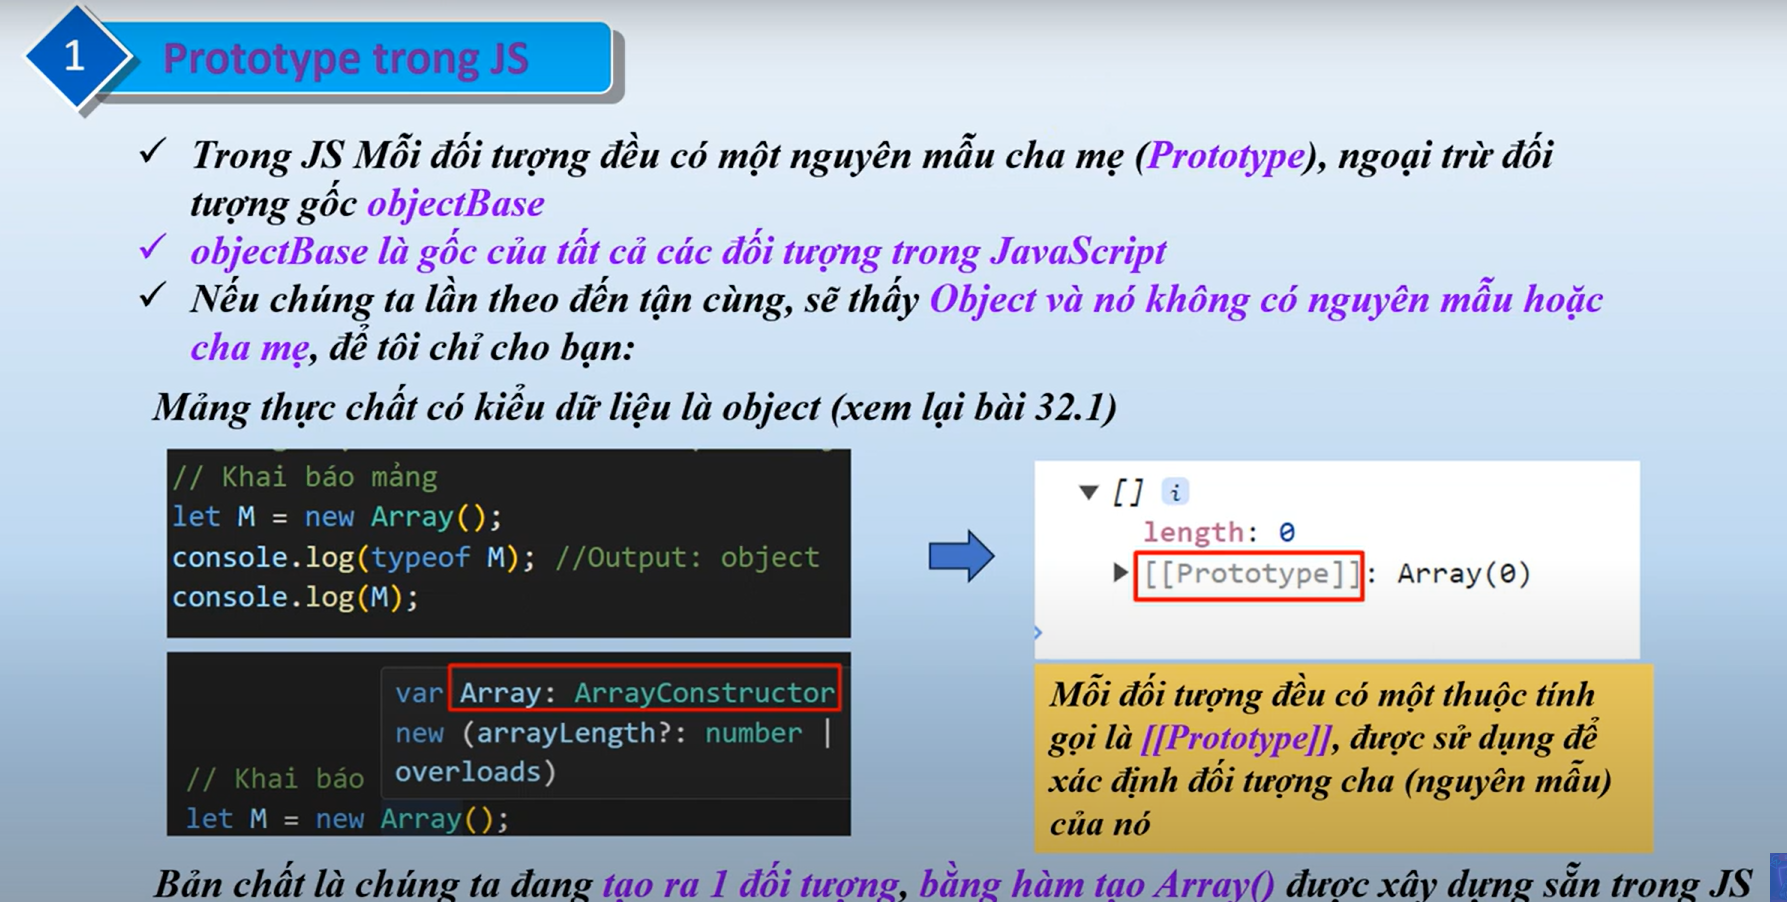 1
Prototype trong JS
✓ Trong JS Mỗi đối tượng đều có một nguyên mẫu cha mẹ (Prototype), ngoại trừ đối
tượng gốc objectBase
✓ objectBase là gốc của tất cả các đối tượng trong JavaScript
✓ Nếu chúng ta lần theo đến tận cùng, sẽ thấy Object và nó không có nguyên mẫu hoặc
cha mẹ, để tôi chỉ cho bạn:
Mảng thực chất có kiểu dữ liệu là object (xem lại bài 32.1)
// Khai báo mảng
let M = new Array();
console.log(typeof M); //Output: object
console.log(M);
▼ [] i
length: 0
▶ [[Prototype]]: Array(0)
var Array: ArrayConstructor
new (arrayLength?: number |
overloads)
// Khai báo
let M = new Array();
Mỗi đối tượng đều có một thuộc tính
gọi là [[Prototype]], được sử dụng để
xác định đối tượng cha (nguyên mẫu)
của nó
Bản chất là chúng ta đang tạo ra 1 đối tượng, bằng hàm tạo Array() được xây dựng sẵn trong JS